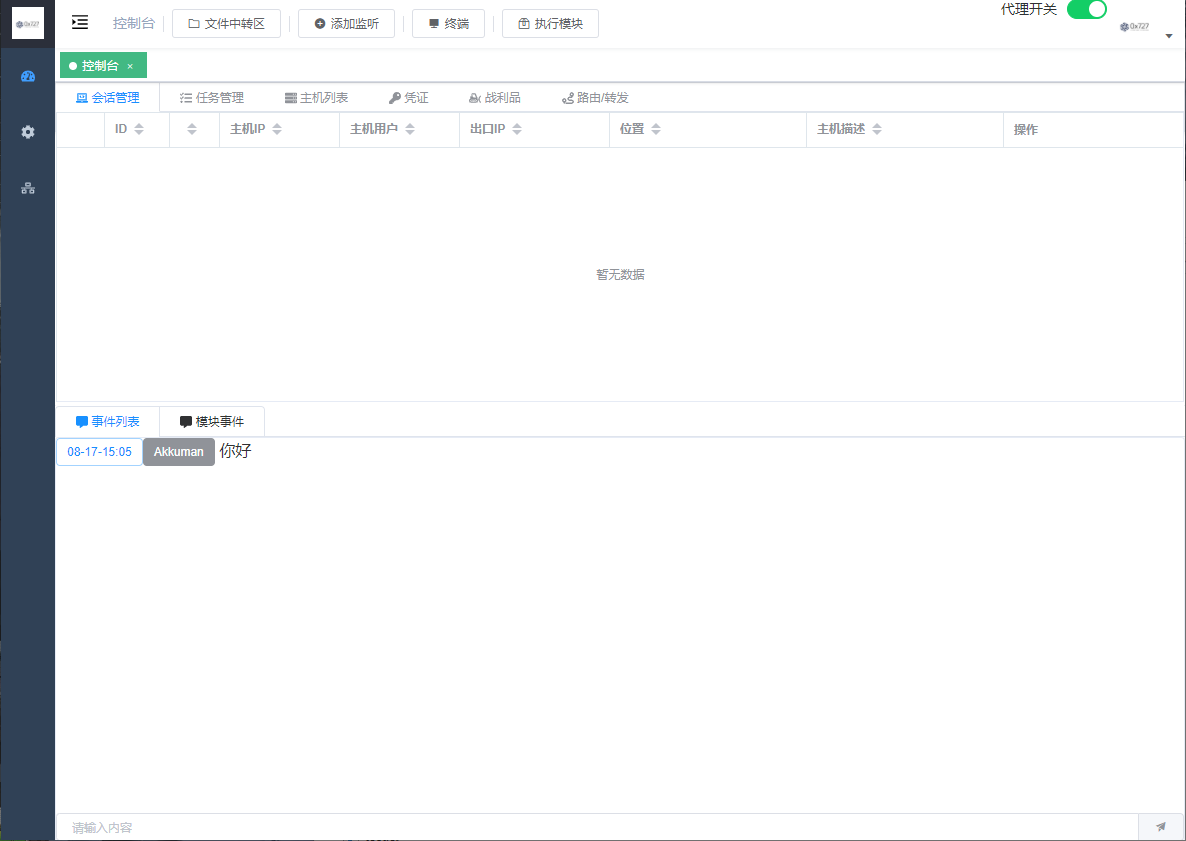 0x727
控制台 文件中转区 添加监听 终端 执行模块 代理开关 0x727
控制台 ×
会话管理 任务管理 主机列表 凭证 战利品 路由/转发
ID 主机IP 主机用户 出口IP 位置 主机描述 操作
暂无数据
事件列表 模块事件
08-17-15:05 Akkuman 你好
请输入内容